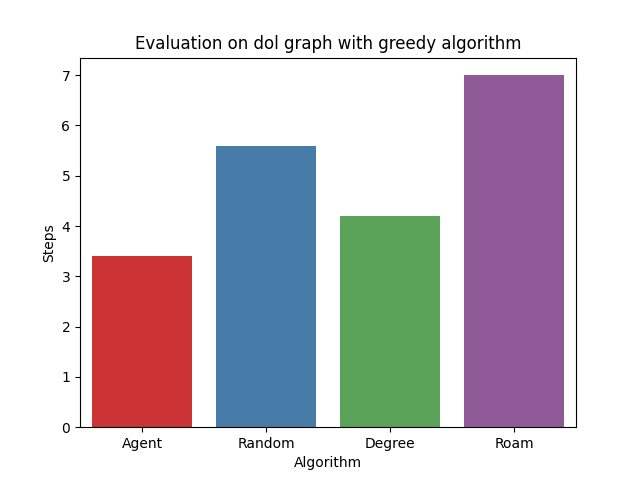 Evaluation on dol graph with greedy algorithm
7
6
5
4
3
2
1
0
Steps
Agent Random Degree Roam
Algorithm